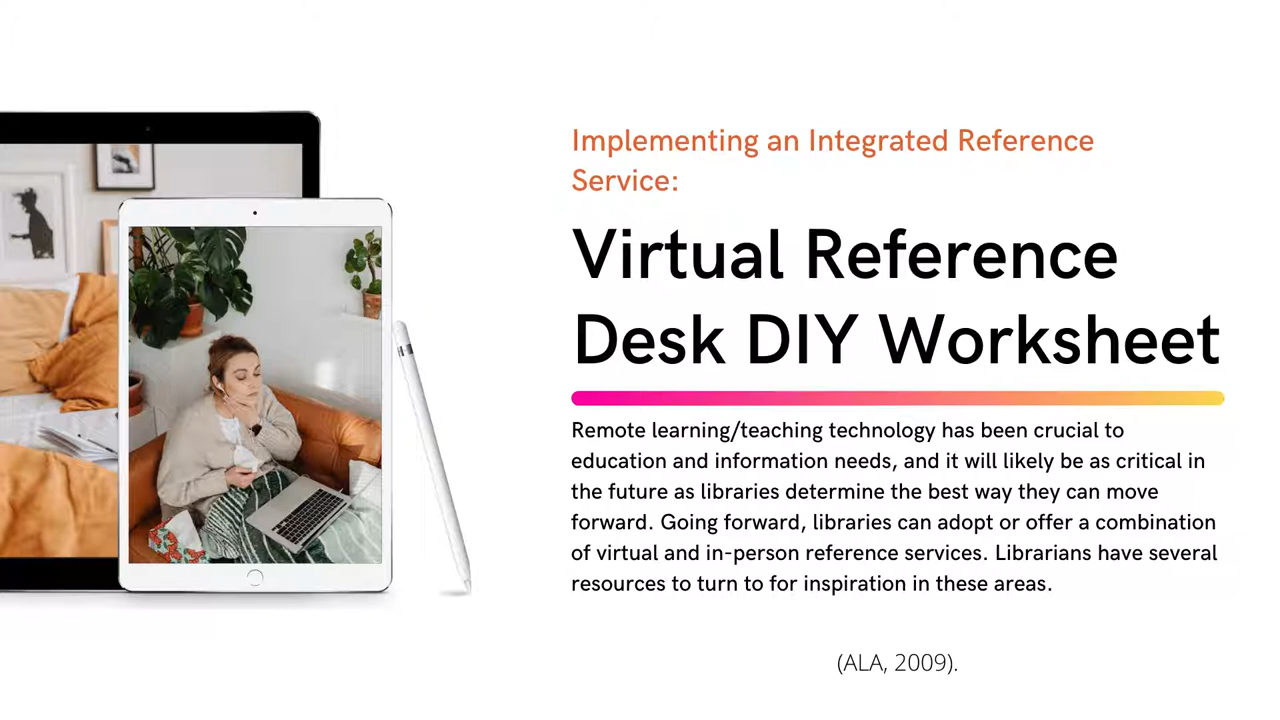 Implementing an Integrated Reference
Service:
Virtual Reference
Desk DIY Worksheet
Remote learning/teaching technology has been crucial to
education and information needs, and it will likely be as critical in
the future as libraries determine the best way they can move
forward. Going forward, libraries can adopt or offer a combination
of virtual and in-person reference services. Librarians have several
resources to turn to for inspiration in these areas.
(ALA, 2009).